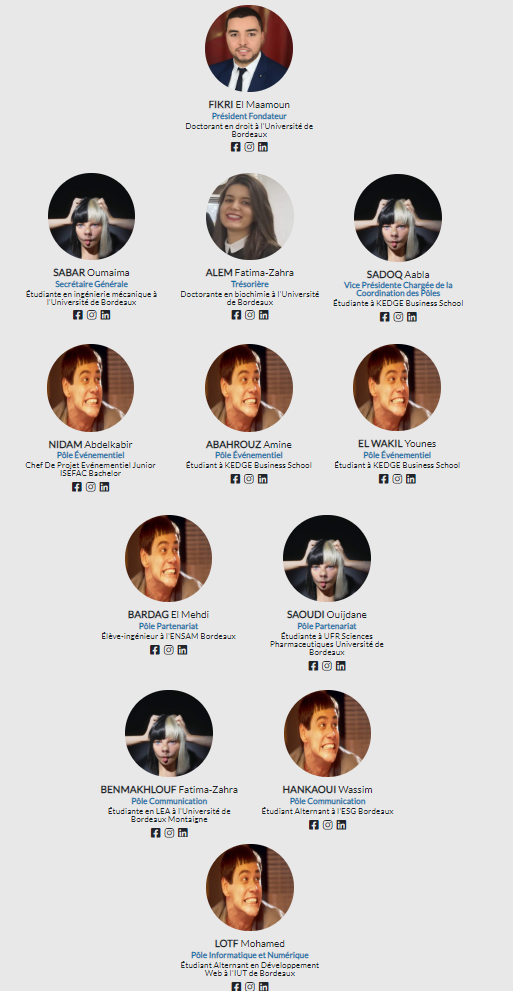 FIKRI El Maamoun
Président Fondateur
Doctorant en droit à l'Université de
Bordeaux
SABAR Oumaima
Secrétaire Générale
Étudiante en ingénierie mécanique à
l'Université de Bordeaux
ALEM Fatima-Zahra
Trésorière
Doctorante en biochimie à l'Université
de Bordeaux
SADOQ Aabla
Vice Présidente Chargée de la
Coordination des Pôles
Étudiante à KEDGE Business School
NIDAM Abdelkabir
Pôle Événementiel
Chef De Projet Evénementiel Junior
ISEFAC Bachelor
ABAHROUZ Amine
Pôle Événementiel
Étudiant à KEDGE Business School
EL WAKIL Younes
Pôle Événementiel
Étudiant à KEDGE Business School
BARDAG El Mehdi
Pôle Partenariat
Élève-ingénieur à l'ENSAM Bordeaux
SAOUDI Ouijdane
Pôle Partenariat
Étudiante à UFR Sciences
Pharmaceutiques Université de
Bordeaux
BENMAKHLOUF Fatima-Zahra
Pôle Communication
Étudiante en LEA à l'Université de
Bordeaux Montaigne
HANKAOUI Wassim
Pôle Communication
Étudiant Alternant à l'ESG Bordeaux
LOTF Mohamed
Pôle Informatique et Numérique
Étudiant Alternant en Développement
Web à l'IUT de Bordeaux